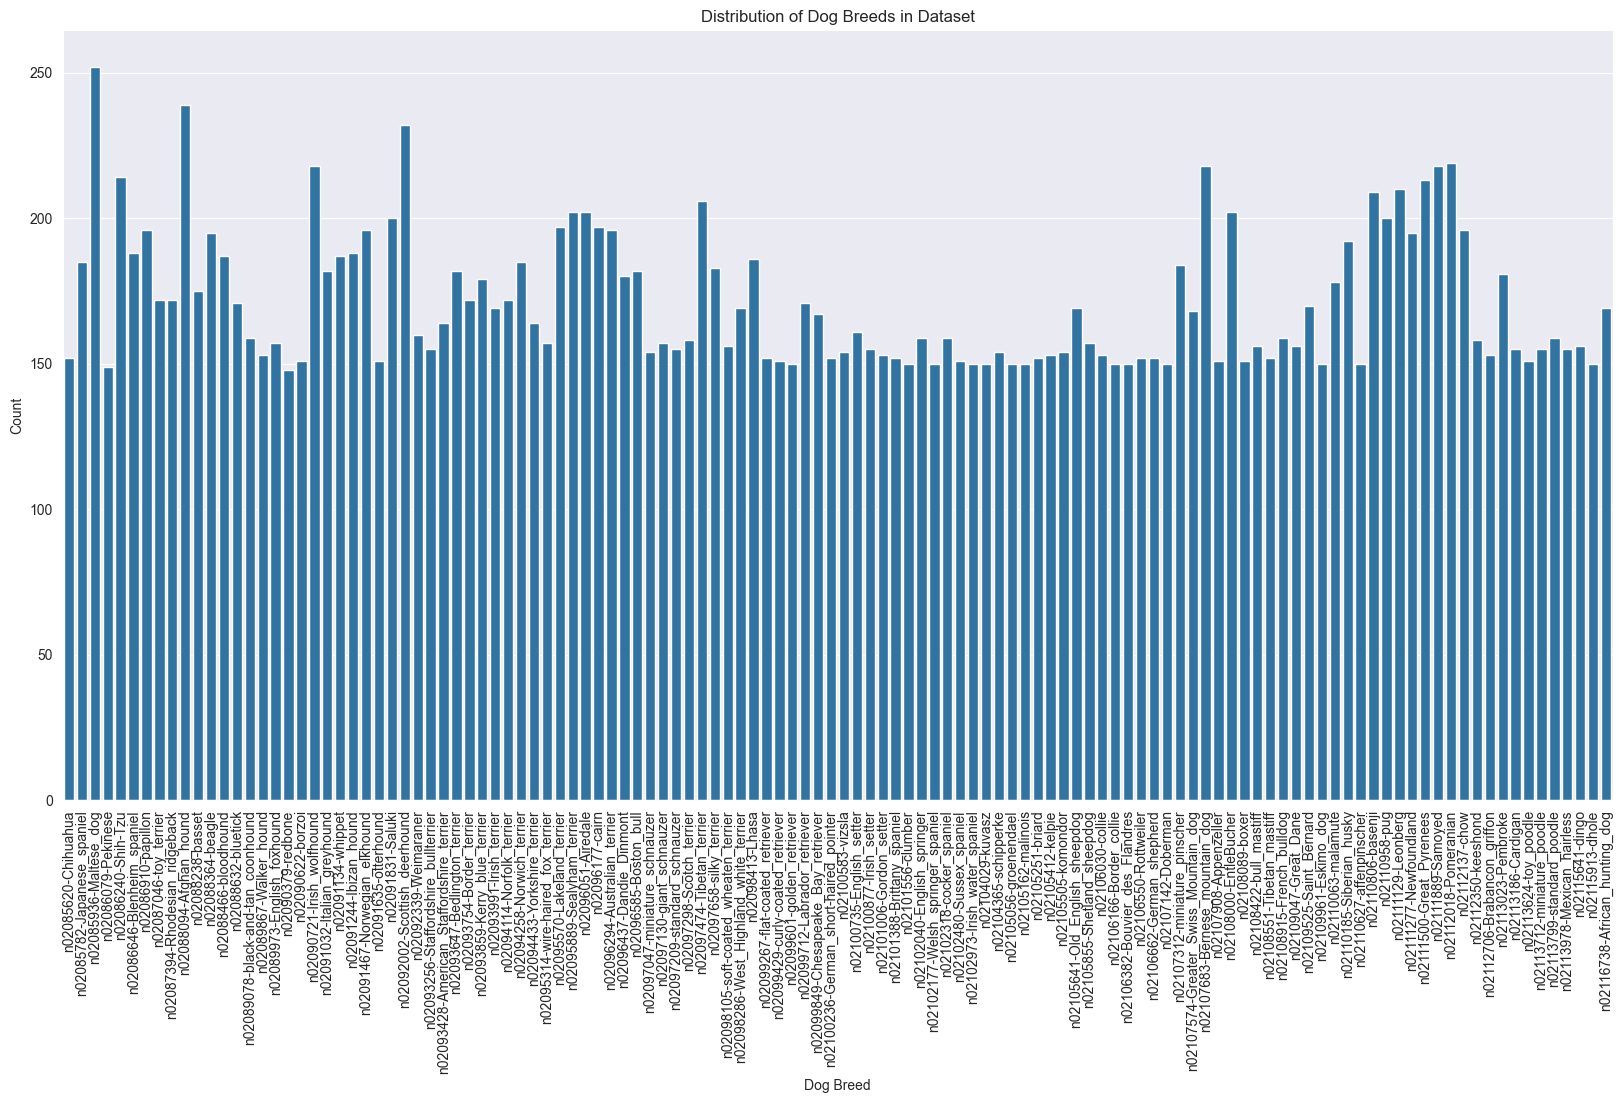 Distribution of Dog Breeds in Dataset
Count
250
200
150
100
50
0
n02085620-Chihuahua
n02085782-Japanese_spaniel
n02085936-Maltese_dog
n02086079-Pekinese
n02086240-Shih-Tzu
n02086646-Blenheim_spaniel
n02086910-papillon
n02087046-toy_terrier
n02087394-Rhodesian_ridgeback
n02088094-Afghan_hound
n02088238-basset
n02088364-beagle
n02088466-bloodhound
n02088632-bluetick
n02089078-black-and-tan_coonhound
n02089867-Walker_hound
n02089973-English_foxhound
n02090379-redbone
n02090622-borzoi
n02090721-Irish_wolfhound
n02091032-Italian_greyhound
n02091134-whippet
n02091244-Ibizan_hound
n02091467-Norwegian_elkhound
n02091635-otterhound
n02091831-Saluki
n02092002-Scottish_deerhound
n02092339-Weimaraner
n02093256-Staffordshire_bullterrier
n02093428-American_Staffordshire_terrier
n02093647-Bedlington_terrier
n02093754-Border_terrier
n02093859-Kerry_blue_terrier
n02093991-Irish_terrier
n02094114-Norfolk_terrier
n02094258-Norwich_terrier
n02094433-Yorkshire_terrier
n02095314-wire-haired_fox_terrier
n02095570-Lakeland_terrier
n02095889-Sealyham_terrier
n02096051-Airedale
n02096177-cairn
n02096294-Australian_terrier
n02096437-Dandie_Dinmont
n02096585-Boston_bull
n02097047-miniature_schnauzer
n02097130-giant_schnauzer
n02097209-standard_schnauzer
n02097298-Scotch_terrier
n02097474-Tibetan_terrier
n02097658-silky_terrier
n02098105-soft-coated_wheaten_terrier
n02098286-West_Highland_white_terrier
n02098413-Lhasa
n02099267-flat-coated_retriever
n02099429-curly-coated_retriever
n02099601-golden_retriever
n02099712-Labrador_retriever
n02099849-Chesapeake_Bay_retriever
n02100236-German_short-haired_pointer
n02100583-vizsla
n02100735-English_setter
n02100877-Irish_setter
n02101006-Gordon_setter
n02101388-Brittany_spaniel
n02101556-clumber
n02102040-English_springer
n02102177-Welsh_springer_spaniel
n02102318-cocker_spaniel
n02102480-Sussex_spaniel
n02102973-Irish_water_spaniel
n02104029-kuvasz
n02104365-schipperke
n02105056-groenendael
n02105162-malinois
n02105251-briard
n02105412-kelpie
n02105505-komondor
n02105641-Old_English_sheepdog
n02105855-Shetland_sheepdog
n02106030-collie
n02106166-Border_collie
n02106382-Bouvier_des_Flandres
n02106550-Rottweiler
n02106662-German_shepherd
n02107142-Doberman
n02107312-miniature_pinscher
n02107574-Greater_Swiss_Mountain_dog
n02107683-Bernese_mountain_dog
n02107908-Appenzeller
n02108000-EntleBucher
n02108089-boxer
n02108422-bull_mastiff
n02108551-Tibetan_mastiff
n02108915-French_bulldog
n02109047-Great_Dane
n02109525-Saint_Bernard
n02109961-Eskimo_dog
n02110063-malamute
n02110185-Siberian_husky
n02110627-affenpinscher
n02110806-basenji
n02110958-pug
n02111129-Leonberg
n02111277-Newfoundland
n02111500-Great_Pyrenees
n02111889-Samoyed
n02112018-Pomeranian
n02112137-chow
n02112350-keeshond
n02112706-Brabancon_griffon
n02113023-Pembroke
n02113186-Cardigan
n02113624-toy_poodle
n02113712-miniature_poodle
n02113799-standard_poodle
n02113978-Mexican_hairless
n02115641-dingo
n02115913-dhole
n02116738-African_hunting_dog
Dog Breed